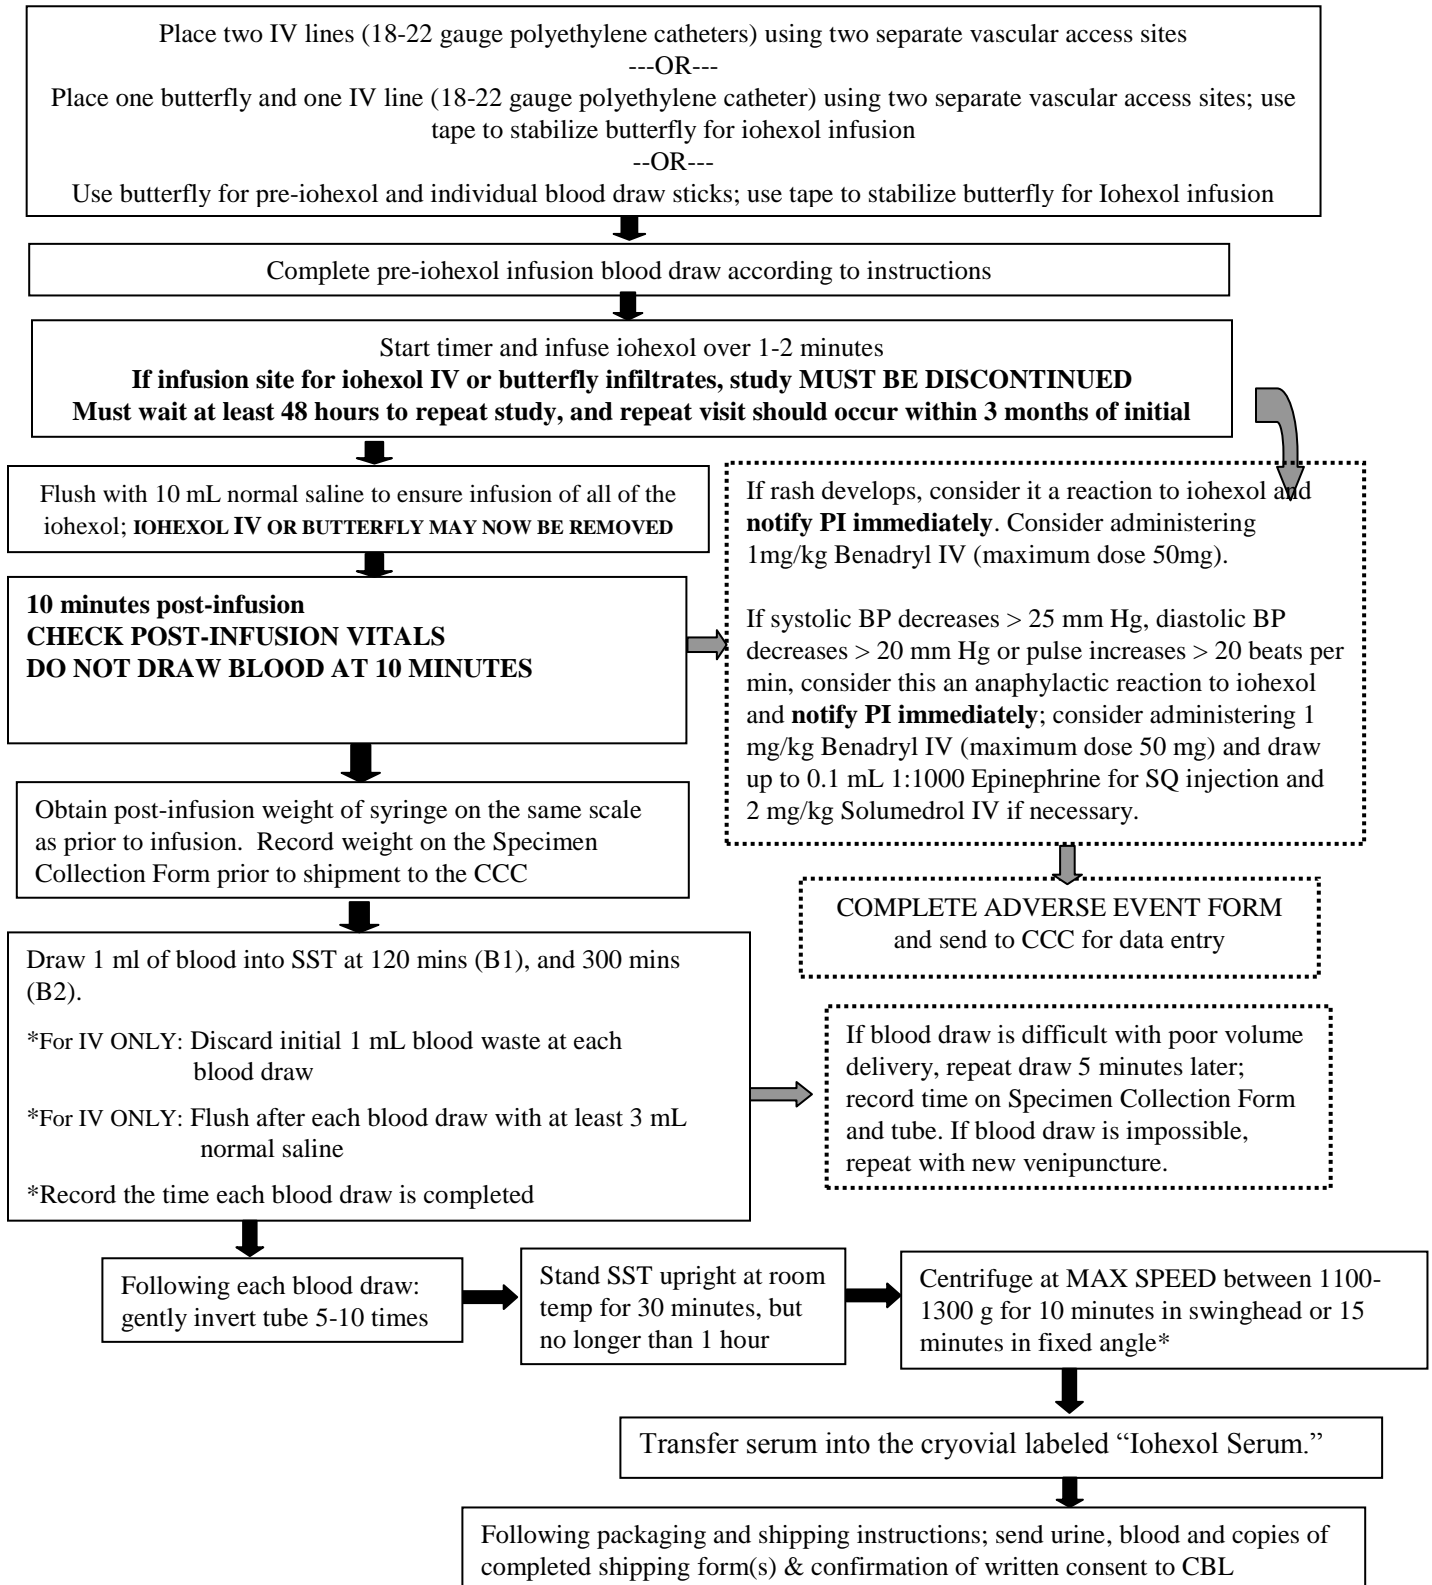 Place two IV lines (18-22 gauge polyethylene catheters) using two separate vascular access sites
---OR---
Place one butterfly and one IV line (18-22 gauge polyethylene catheter) using two separate vascular access sites; use
tape to stabilize butterfly for iohexol infusion
--OR---
Use butterfly for pre-iohexol and individual blood draw sticks; use tape to stabilize butterfly for Iohexol infusion
Complete pre-iohexol infusion blood draw according to instructions
Start timer and infuse iohexol over 1-2 minutes
If infusion site for iohexol IV or butterfly infiltrates, study MUST BE DISCONTINUED
Must wait at least 48 hours to repeat study, and repeat visit should occur within 3 months of initial
Flush with 10 mL normal saline to ensure infusion of all of the
iohexol; IOHEXOL IV OR BUTTERFLY MAY NOW BE REMOVED
If rash develops, consider it a reaction to iohexol and
notify PI immediately. Consider administering
1mg/kg Benadryl IV (maximum dose 50mg).
If systolic BP decreases > 25 mm Hg, diastolic BP
decreases > 20 mm Hg or pulse increases > 20 beats per
min, consider this an anaphylactic reaction to iohexol
and notify PI immediately; consider administering 1
mg/kg Benadryl IV (maximum dose 50 mg) and draw
up to 0.1 mL 1:1000 Epinephrine for SQ injection and
2 mg/kg Solumedrol IV if necessary.
10 minutes post-infusion
CHECK POST-INFUSION VITALS
DO NOT DRAW BLOOD AT 10 MINUTES
Obtain post-infusion weight of syringe on the same scale
as prior to infusion. Record weight on the Specimen
Collection Form prior to shipment to the CCC
COMPLETE ADVERSE EVENT FORM
and send to CCC for data entry
Draw 1 ml of blood into SST at 120 mins (B1), and 300 mins
(B2).
*For IV ONLY: Discard initial 1 mL blood waste at each
blood draw
*For IV ONLY: Flush after each blood draw with at least 3 mL
normal saline
*Record the time each blood draw is completed
If blood draw is difficult with poor volume
delivery, repeat draw 5 minutes later;
record time on Specimen Collection Form
and tube. If blood draw is impossible,
repeat with new venipuncture.
Following each blood draw:
gently invert tube 5-10 times
Stand SST upright at room
temp for 30 minutes, but
no longer than 1 hour
Centrifuge at MAX SPEED between 1100-
1300 g for 10 minutes in swinghead or 15
minutes in fixed angle*
Transfer serum into the cryovial labeled “Iohexol Serum.”
Following packaging and shipping instructions; send urine, blood and copies of
completed shipping form(s) & confirmation of written consent to CBL